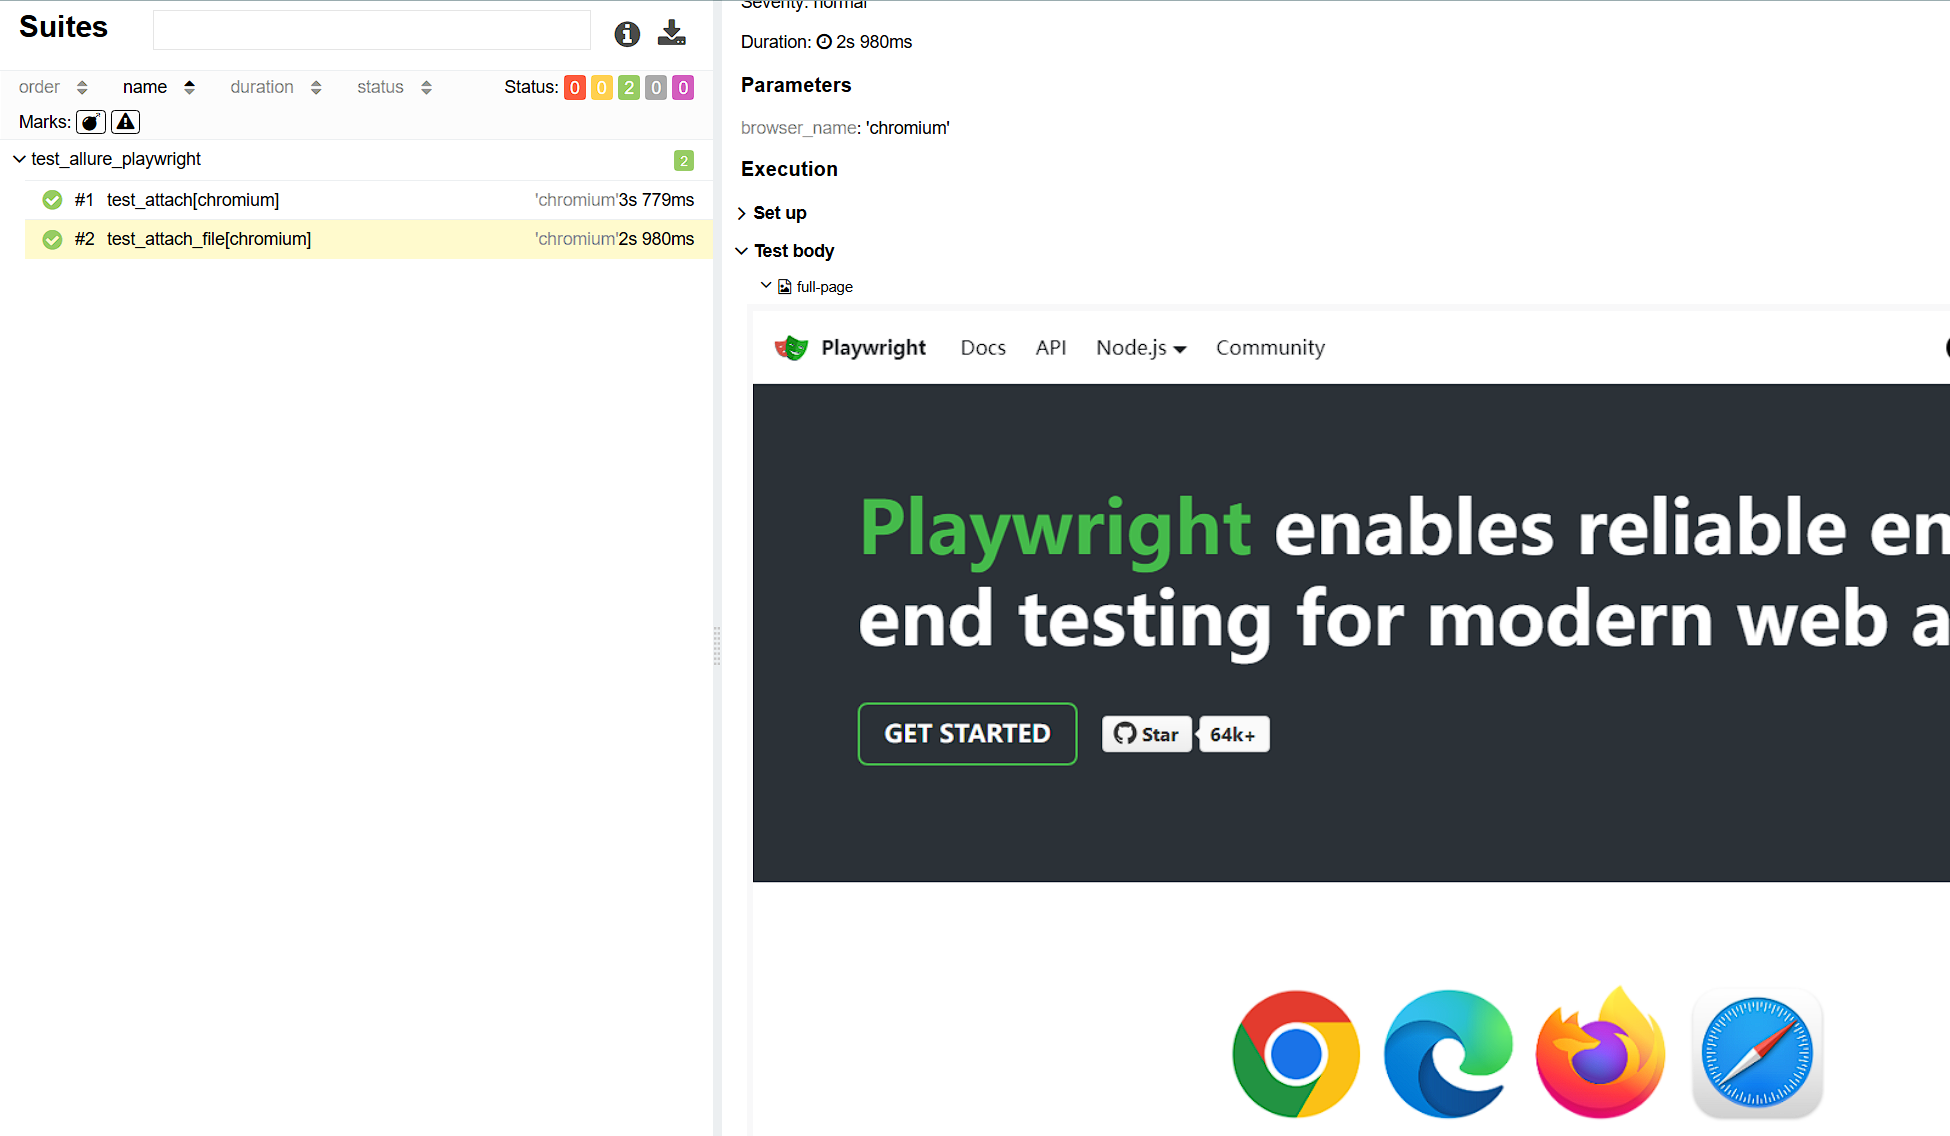 Suites
order name duration status Status: 0 0 2 0 0
Marks:
test_allure_playwright 2
#1 test_attach[chromium] 'chromium'3s 779ms
#2 test_attach_file[chromium] 'chromium'2s 980ms
Severity: normal
Duration: 2s 980ms
Parameters
browser_name: 'chromium'
Execution
Set up
Test body
full-page
Playwright Docs API Node.js Community
Playwright enables reliable en
end testing for modern web a
GET STARTED Star 64k+